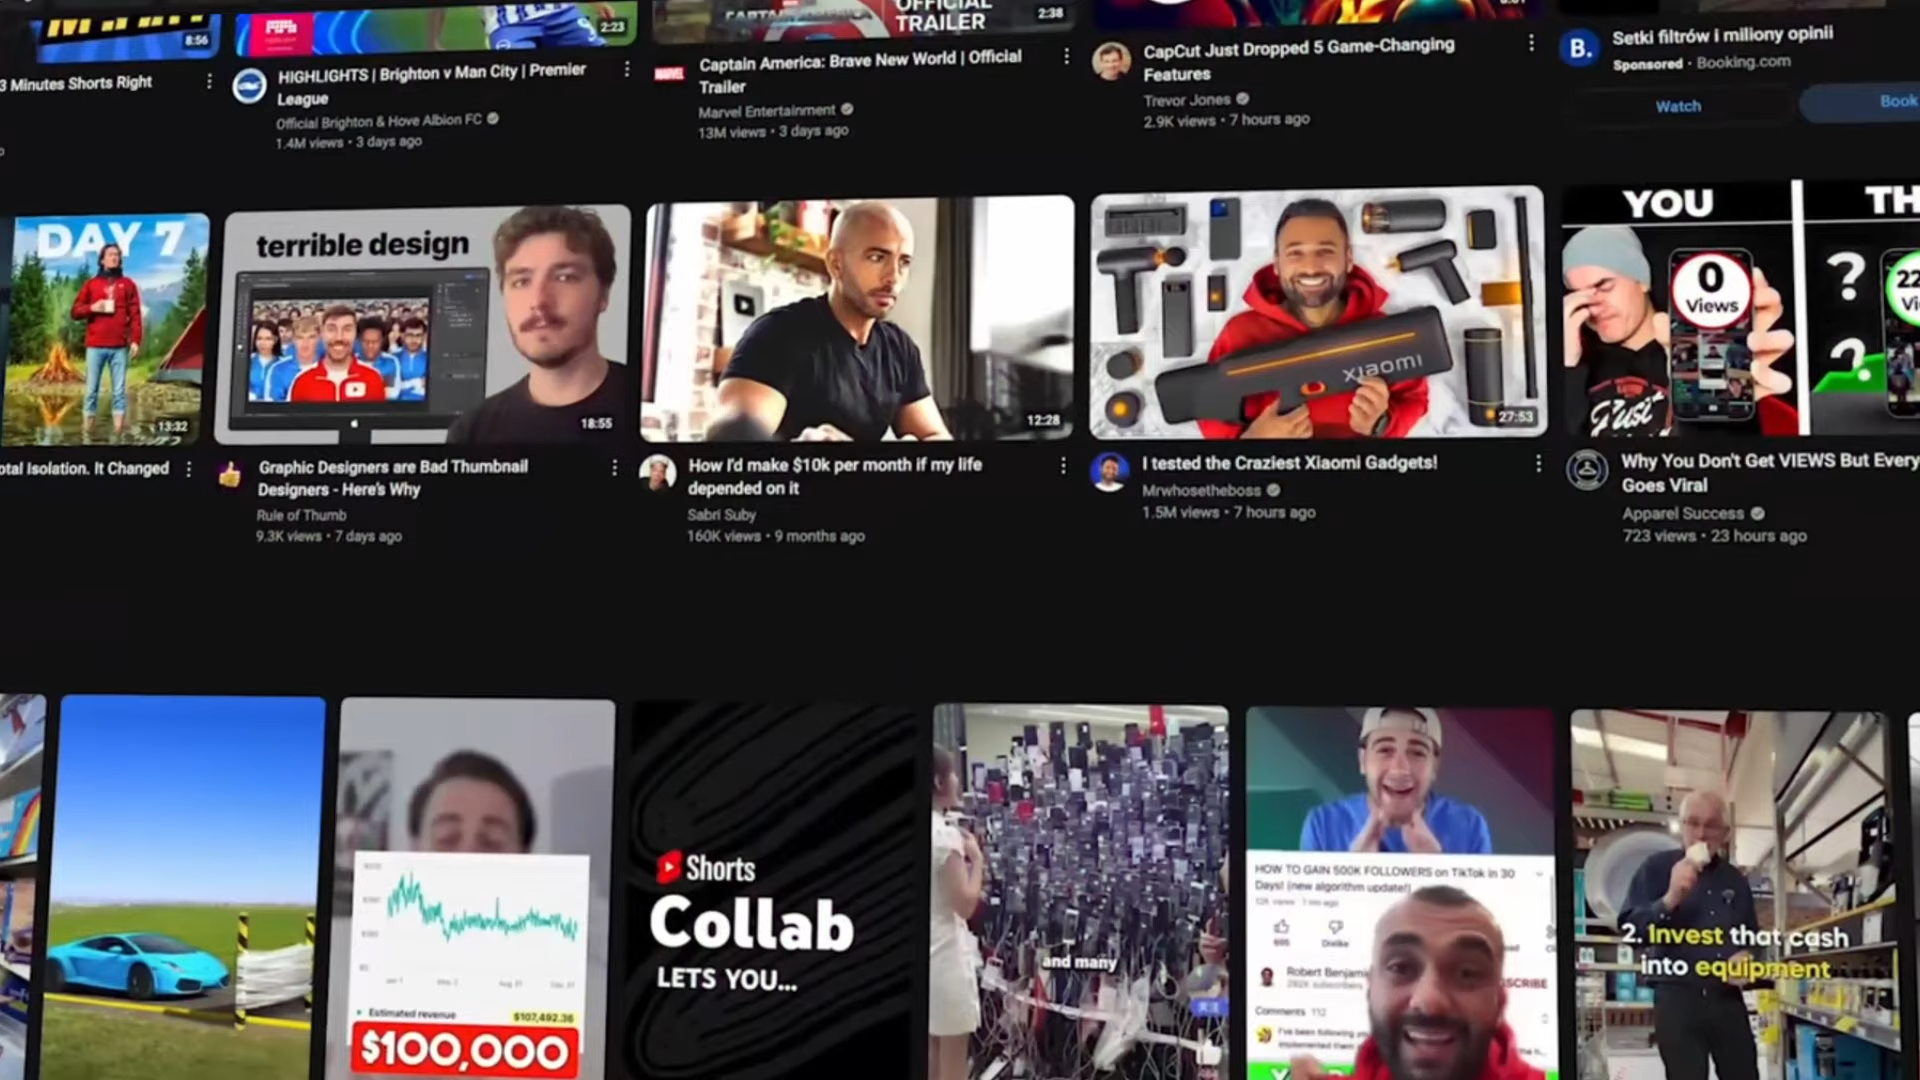 8:56
2:23
OFFICIAL
TRAILER
2:38
3 Minutes Shorts Right
HIGHLIGHTS | Brighton v Man City | Premier
League
Official Brighton & Hove Albion FC
1.4M views • 3 days ago
MARVEL
Captain America: Brave New World | Official
Trailer
Marvel Entertainment
13M views • 3 days ago
CapCut Just Dropped 5 Game-Changing
Features
Trevor Jones
2.9K views • 7 hours ago
B.
Setki filtrów i miliony opinii
Sponsored • Booking.com
Watch
Book
DAY 7
13:32
terrible design
18:55
12:28
xiaomi
27:53
YOU
0
Views
?
?
Isolation. It Changed
Graphic Designers are Bad Thumbnail
Designers - Here's Why
Rule of Thumb
9.3K views • 7 days ago
How I'd make $10k per month if my life
depended on it
Sabri Suby
160K views • 9 months ago
I tested the Craziest Xiaomi Gadgets!
Mrwhosetheboss
1.5M views • 7 hours ago
Why You Don't Get VIEWS But Every
Goes Viral
Apparel Success
723 views • 23 hours ago
Estimated revenue $107,492.36
$100,000
Shorts
Collab
LETS YOU...
and many
HOW TO GAIN 500K FOLLOWERS on TikTok in 30
Days! (new algorithm update!)
Dislike
Robert Benjamin
Comments 112
2. Invest that cash
into equipment